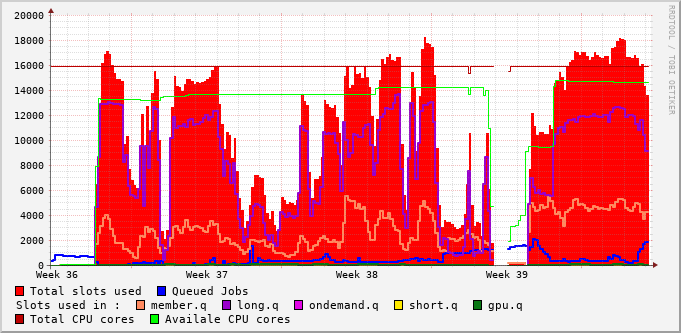 20000
18000
16000
14000
12000
10000
8000
6000
4000
2000
0
Week 36 Week 37 Week 38 Week 39
RRDTOOL / TOBI OETIKER
Total slots used Queued Jobs
Slots used in : member.q long.q ondemand.q short.q gpu.q
Total CPU cores Availale CPU cores